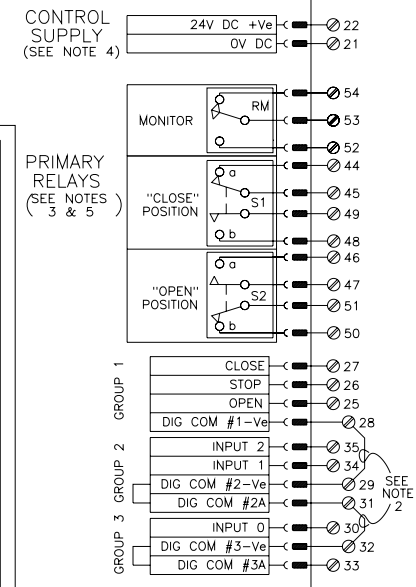 CONTROL
SUPPLY
(SEE NOTE 4)
24V DC +Ve 22
0V DC 21
PRIMARY
RELAYS
(SEE NOTES
3 & 5)
MONITOR
RM
54
53
52
"CLOSE"
POSITION
a
S1
b
44
45
49
48
"OPEN"
POSITION
a
S2
b
46
47
51
50
GROUP 1
CLOSE 27
STOP 26
OPEN 25
DIG COM #1-Ve 28
GROUP 2
INPUT 2 35
INPUT 1 34
DIG COM #2-Ve 29
DIG COM #2A 31
GROUP 3
INPUT 0 30
DIG COM #3-Ve 32
DIG COM #3A 33
SEE
NOTE
2